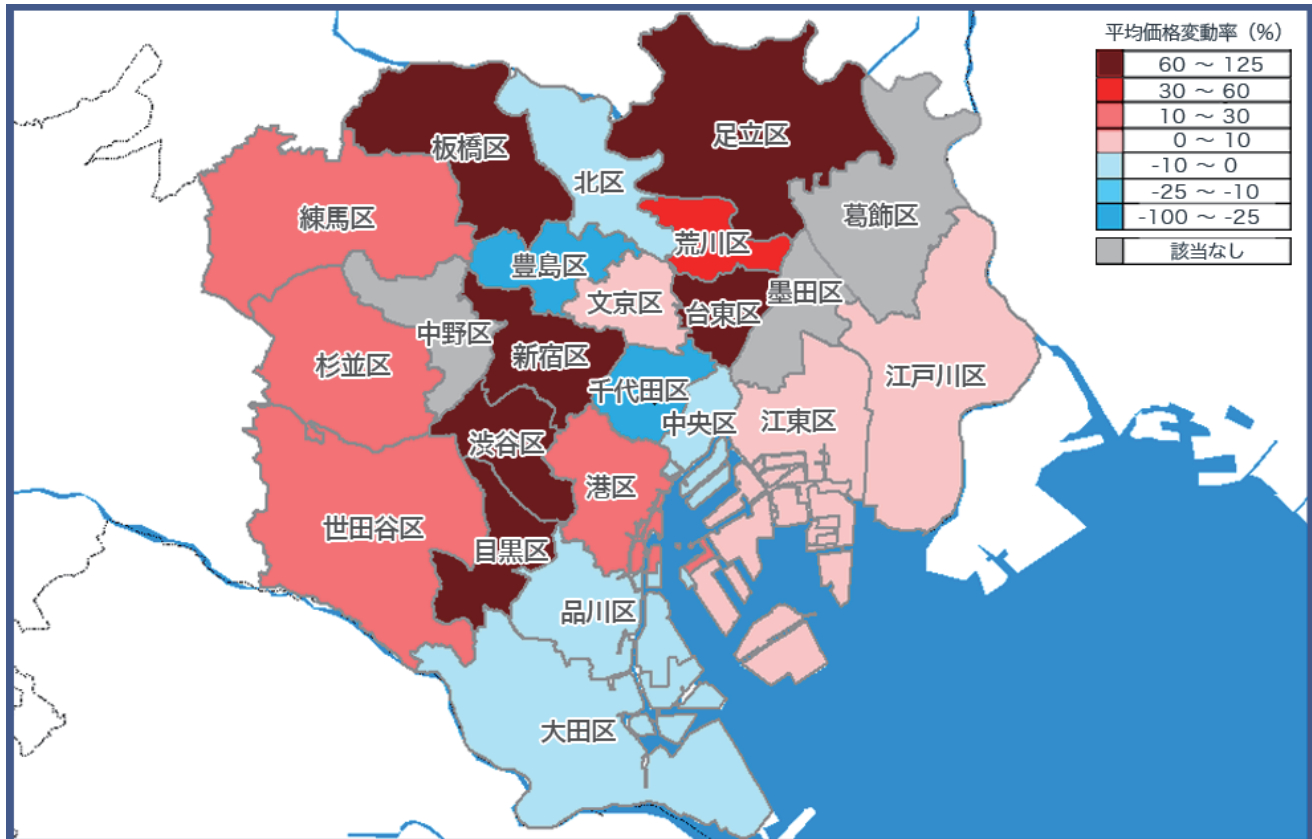 平均価格変動率（%）
60 ～ 125
30 ～ 60
10 ～ 30
0 ～ 10
-10 ～ 0
-25 ～ -10
-100 ～ -25
該当なし
足立区
板橋区
北区
葛飾区
練馬区
荒川区
豊島区
墨田区
文京区
台東区
中野区
新宿区
杉並区
江戸川区
千代田区
中央区
江東区
渋谷区
港区
世田谷区
目黒区
品川区
大田区